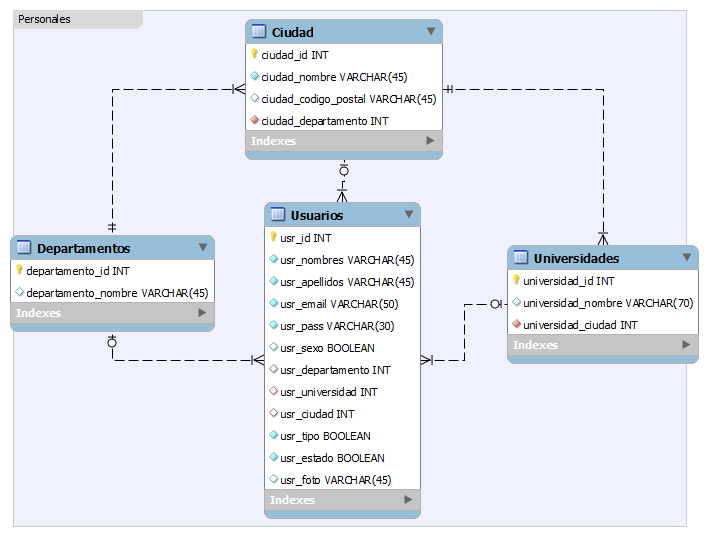 Personales
Ciudad
ciudad_id INT
ciudad_nombre VARCHAR(45)
ciudad_codigo_postal VARCHAR(45)
ciudad_departamento INT
Indexes
Departamentos
departamento_id INT
departamento_nombre VARCHAR(45)
Indexes
Usuarios
usr_id INT
usr_nombres VARCHAR(45)
usr_apellidos VARCHAR(45)
usr_email VARCHAR(50)
usr_pass VARCHAR(30)
usr_sexo BOOLEAN
usr_departamento INT
usr_universidad INT
usr_ciudad INT
usr_tipo BOOLEAN
usr_estado BOOLEAN
usr_foto VARCHAR(45)
Indexes
Universidades
universidad_id INT
universidad_nombre VARCHAR(70)
universidad_ciudad INT
Indexes